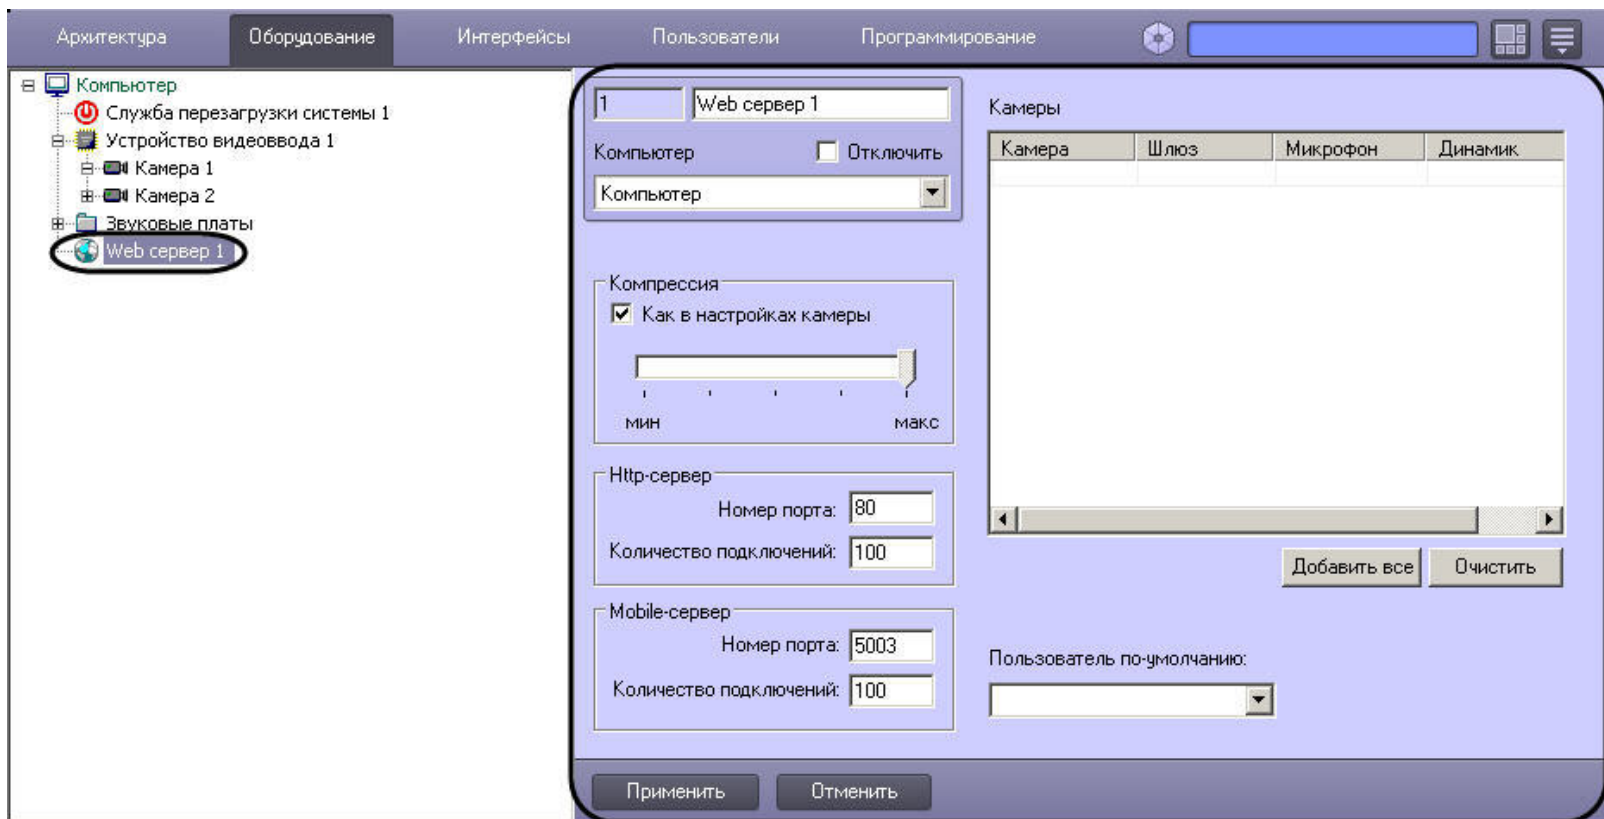 Архитектура Оборудование Интерфейсы Пользователи Программирование
Компьютер
Служба перезагрузки системы 1
Устройство видеоввода 1
Камера 1
Камера 2
Звуковые платы
Web сервер 1
1 Web сервер 1
Компьютер Отключить
Компьютер
Компрессия
Как в настройках камеры
мин макс
Http-сервер
Номер порта: 80
Количество подключений: 100
Mobile-сервер
Номер порта: 5003
Количество подключений: 100
Камеры
Камера Шлюз Микрофон Динамик
Добавить все Очистить
Пользователь по-умолчанию:
Применить Отменить